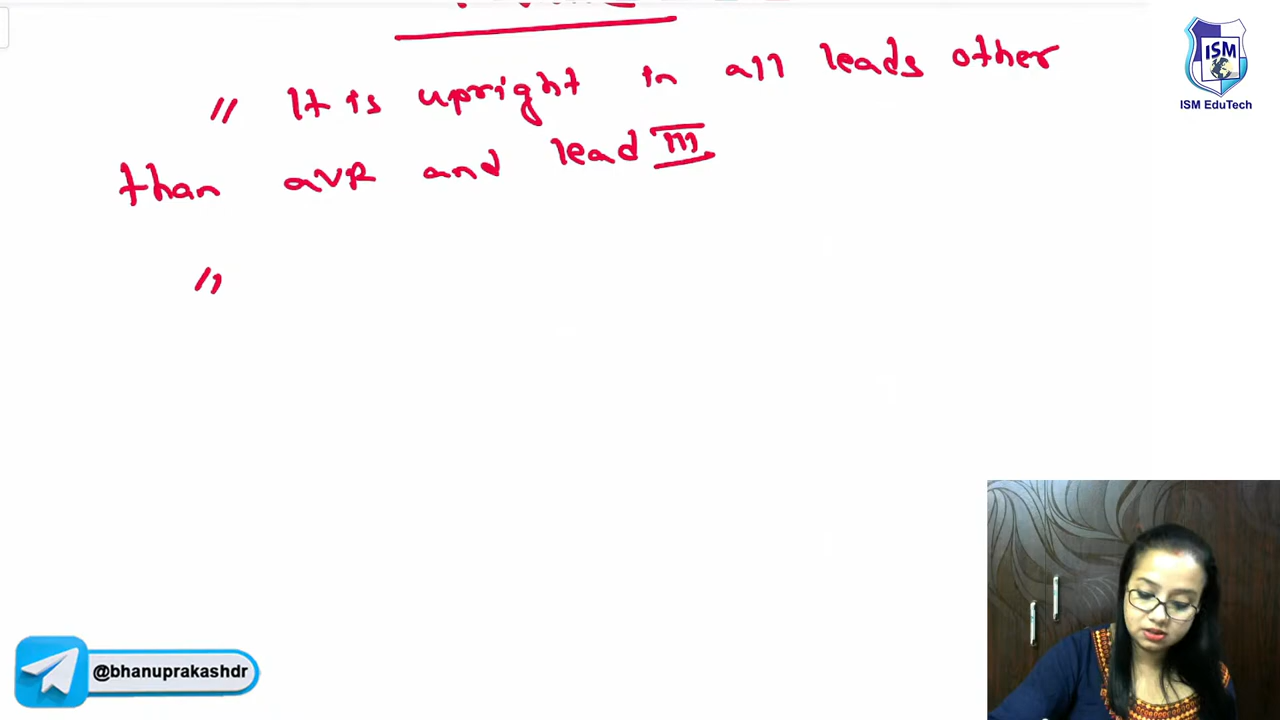 ISM
ISM EduTech
" It is upright in all leads other
than aVR and lead III
"
@bhanuprakashdr